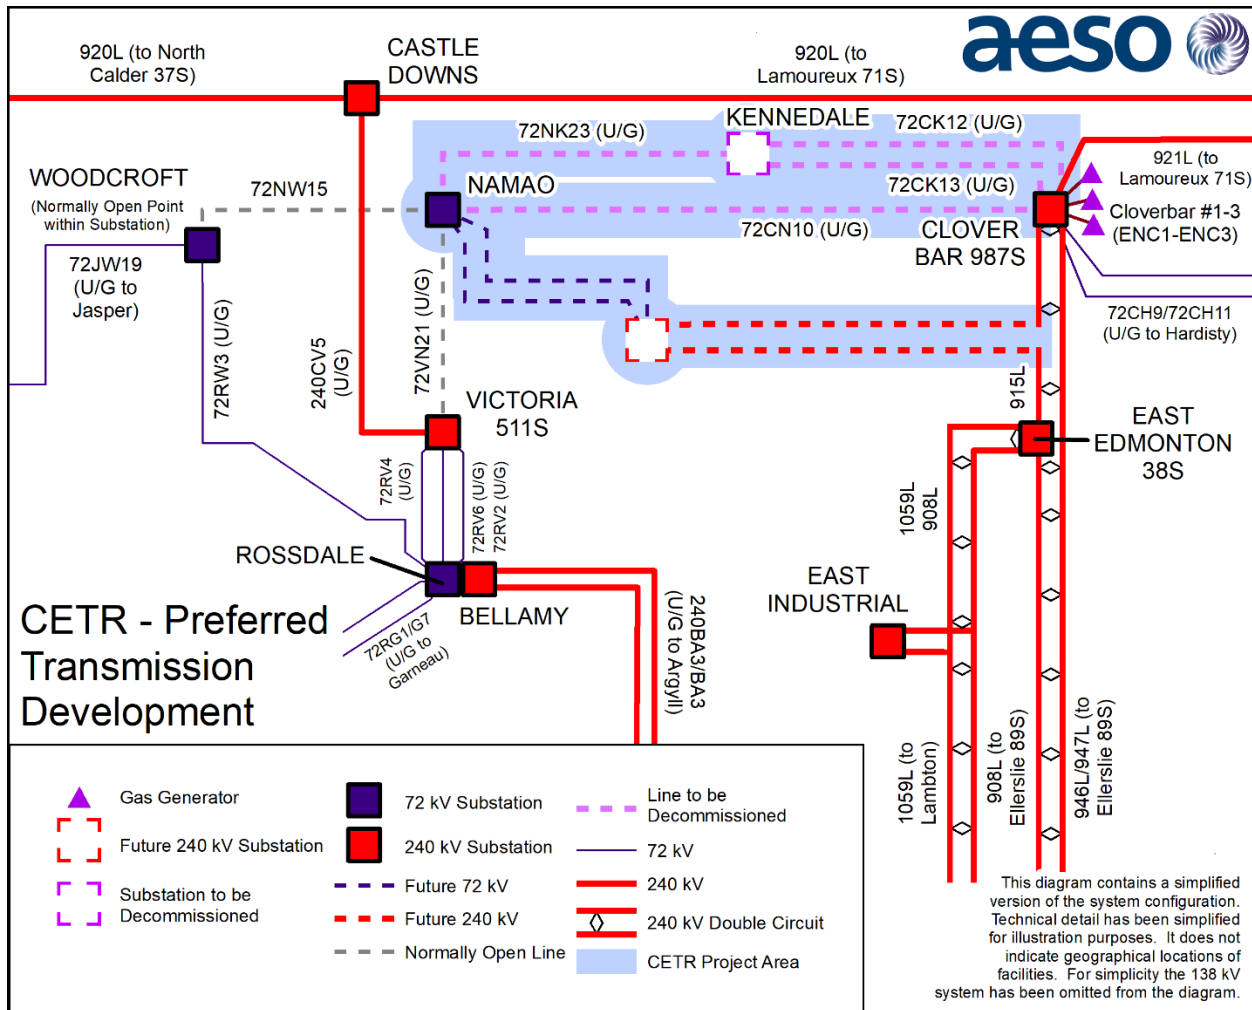 aeso
920L (to North
Calder 37S)
CASTLE
DOWNS
920L (to
Lamoureux 71S)
KENNEDALE
72NK23 (U/G)
72CK12 (U/G)
921L (to
Lamoureux 71S)
WOODCROFT
(Normally Open Point
within Substation)
72NW15
NAMAO
72CK13 (U/G)
Cloverbar #1-3
(ENC1-ENC3)
72CN10 (U/G)
CLOVER
BAR 987S
72JW19
(U/G to
Jasper)
72RW3 (U/G)
240CV5
(U/G)
72VN21 (U/G)
72CH9/72CH11
(U/G to Hardisty)
915L
VICTORIA
511S
EAST
EDMONTON
38S
72RV4
(U/G)
72RV6 (U/G)
72RV2 (U/G)
1059L
908L
ROSSDALE
BELLAMY
EAST
INDUSTRIAL
72RG1/G7
(U/G to
Garneau)
240BA3/BA3
(U/G to Argyll)
CETR - Preferred
Transmission
Development
1059L (to
Lambton)
908L (to
Ellerslie 89S)
946L/947L (to
Ellerslie 89S)
Gas Generator
Future 240 kV Substation
Substation to be
Decommissioned
72 kV Substation
240 kV Substation
Future 72 kV
Future 240 kV
Normally Open Line
Line to be
Decommissioned
72 kV
240 kV
240 kV Double Circuit
CETR Project Area
This diagram contains a simplified
version of the system configuration.
Technical detail has been simplified
for illustration purposes. It does not
indicate geographical locations of
facilities. For simplicity the 138 kV
system has been omitted from the diagram.